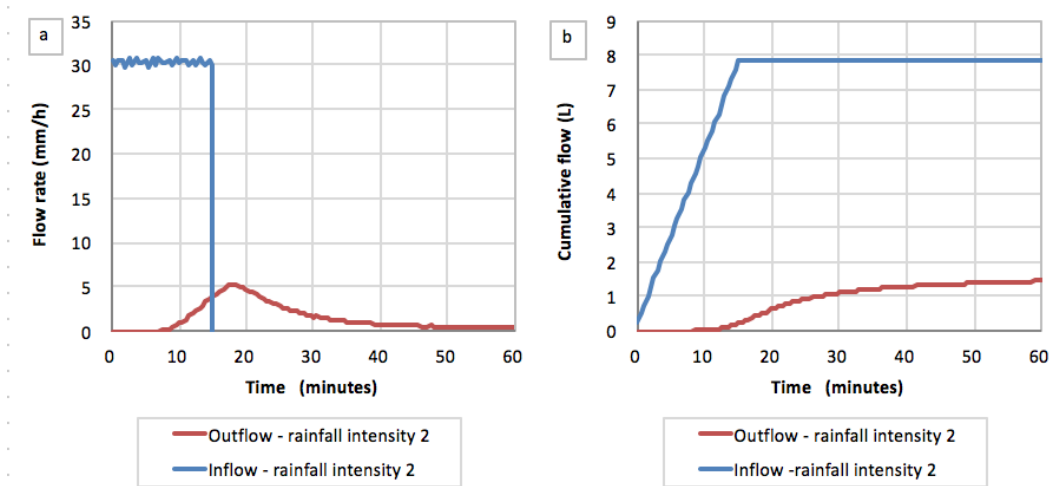 a
35
30
25
20
15
10
5
0
Flow rate (mm/h)
0 10 20 30 40 50 60
Time (minutes)
Outflow - rainfall intensity 2
Inflow - rainfall intensity 2
b
9
8
7
6
5
4
3
2
1
0
Cumulative flow (L)
0 10 20 30 40 50 60
Time (minutes)
Outflow - rainfall intensity 2
Inflow -rainfall intensity 2